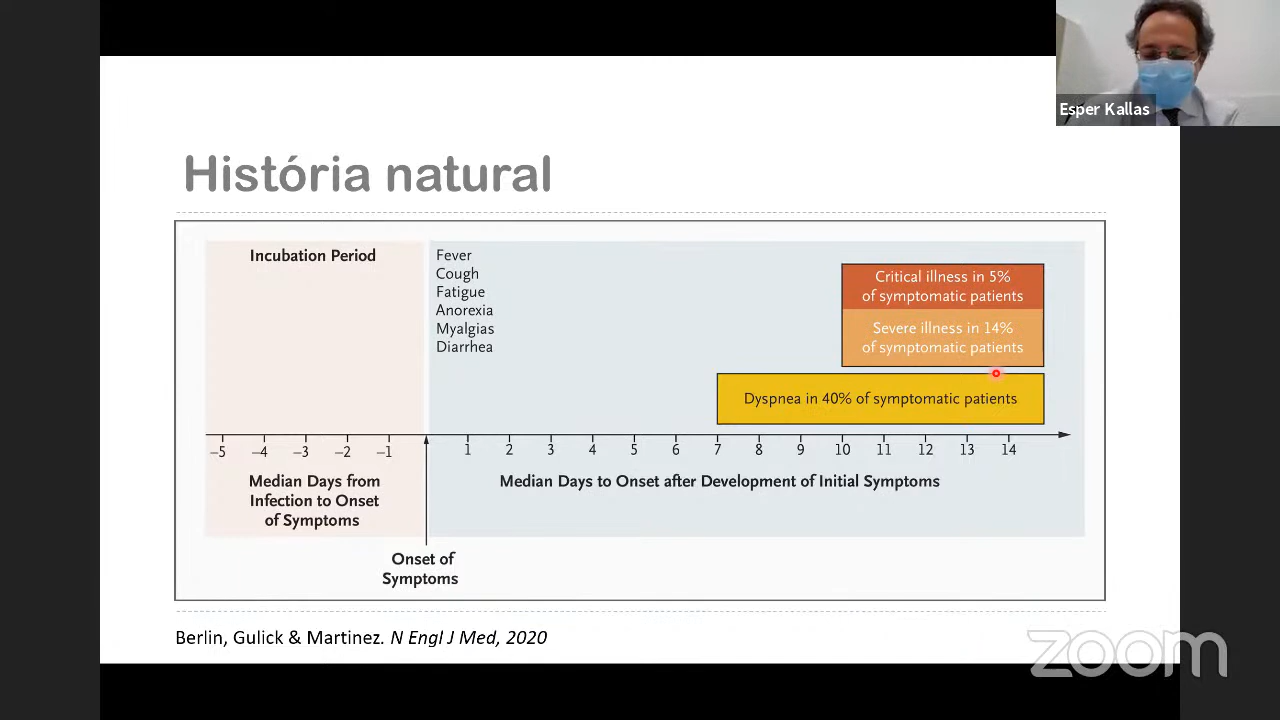 Esper Kallas
História natural
Incubation Period
Fever
Cough
Fatigue
Anorexia
Myalgias
Diarrhea
Critical illness in 5%
of symptomatic patients
Severe illness in 14%
of symptomatic patients
Dyspnea in 40% of symptomatic patients
–5 –4 –3 –2 –1 1 2 3 4 5 6 7 8 9 10 11 12 13 14
Median Days from
Infection to Onset
of Symptoms
Median Days to Onset after Development of Initial Symptoms
Onset of
Symptoms
Berlin, Gulick & Martinez. N Engl J Med, 2020
zoom